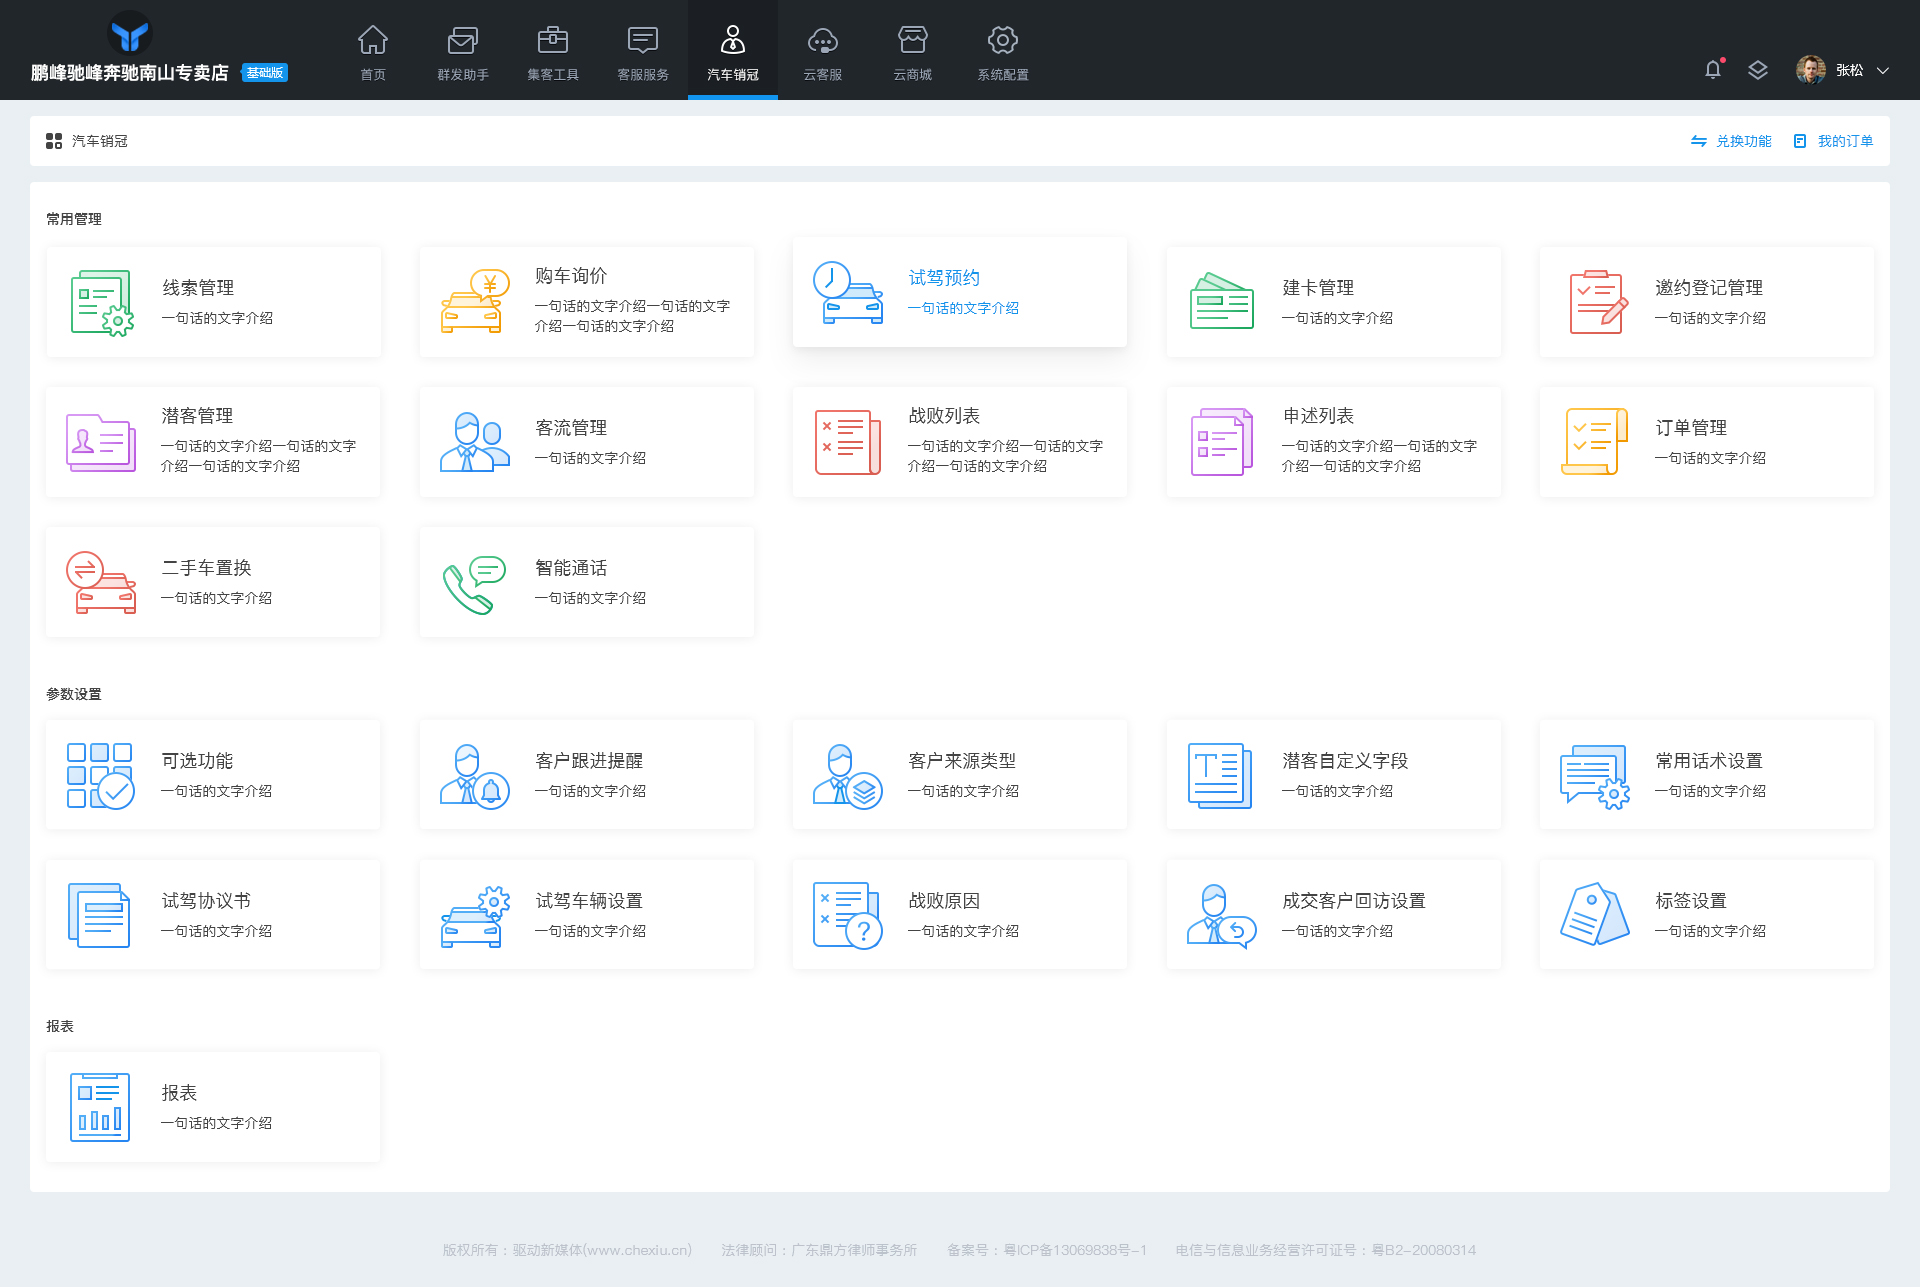 鹏峰驰峰奔驰南山专卖店 基础版
首页 群发助手 集客工具 客服服务 汽车销冠 云客服 云商城 系统配置
张松
汽车销冠
兑换功能 我的订单
常用管理
线索管理
一句话的文字介绍
购车询价
一句话的文字介绍一句话的文字
介绍一句话的文字介绍
试驾预约
一句话的文字介绍
建卡管理
一句话的文字介绍
邀约登记管理
一句话的文字介绍
潜客管理
一句话的文字介绍一句话的文字
介绍一句话的文字介绍
客流管理
一句话的文字介绍
战败列表
一句话的文字介绍一句话的文字
介绍一句话的文字介绍
申述列表
一句话的文字介绍一句话的文字
介绍一句话的文字介绍
订单管理
一句话的文字介绍
二手车置换
一句话的文字介绍
智能通话
一句话的文字介绍
参数设置
可选功能
一句话的文字介绍
客户跟进提醒
一句话的文字介绍
客户来源类型
一句话的文字介绍
潜客自定义字段
一句话的文字介绍
常用话术设置
一句话的文字介绍
试驾协议书
一句话的文字介绍
试驾车辆设置
一句话的文字介绍
战败原因
一句话的文字介绍
成交客户回访设置
一句话的文字介绍
标签设置
一句话的文字介绍
报表
报表
一句话的文字介绍
版权所有：驱动新媒体(www.chexiu.cn) 法律顾问：广东鼎方律师事务所 备案号：粤ICP备13069838号-1 电信与信息业务经营许可证号：粤B2-20080314